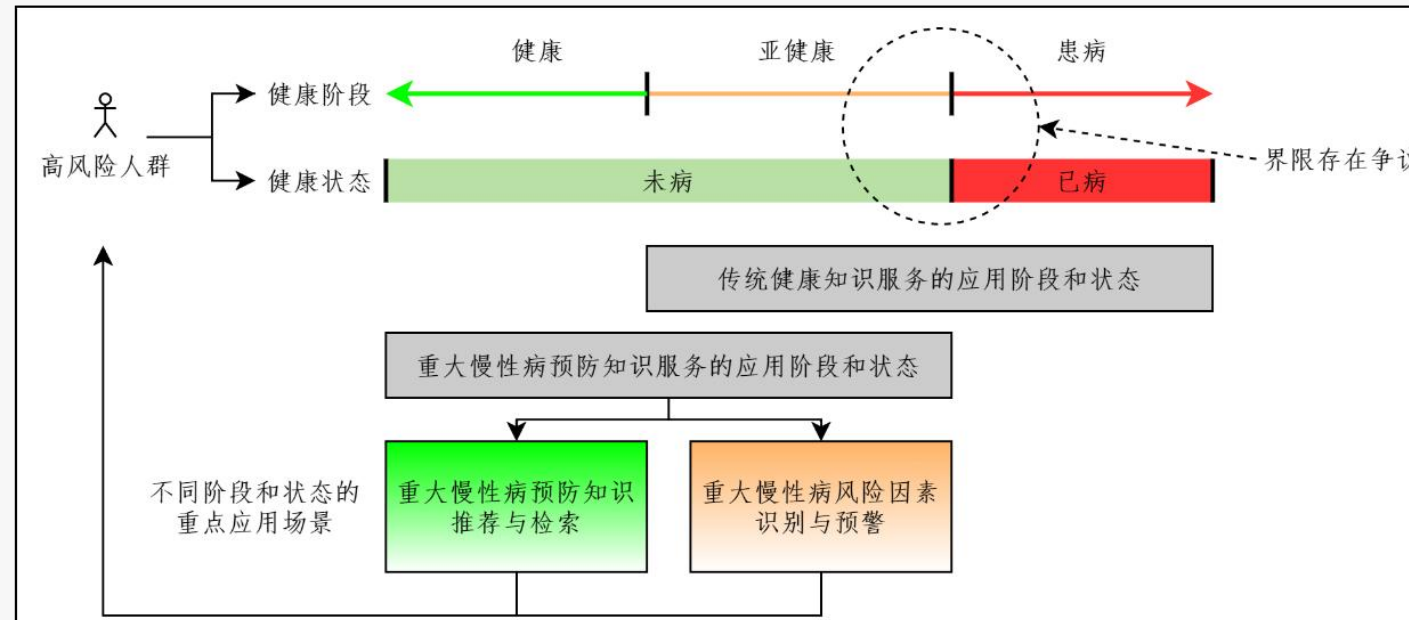 健康
亚健康
患病
健康阶段
高风险人群
健康状态
未病
已病
界限存在争议
传统健康知识服务的应用阶段和状态
重大慢性病预防知识服务的应用阶段和状态
不同阶段和状态的
重点应用场景
重大慢性病预防知识
推荐与检索
重大慢性病风险因素
识别与预警